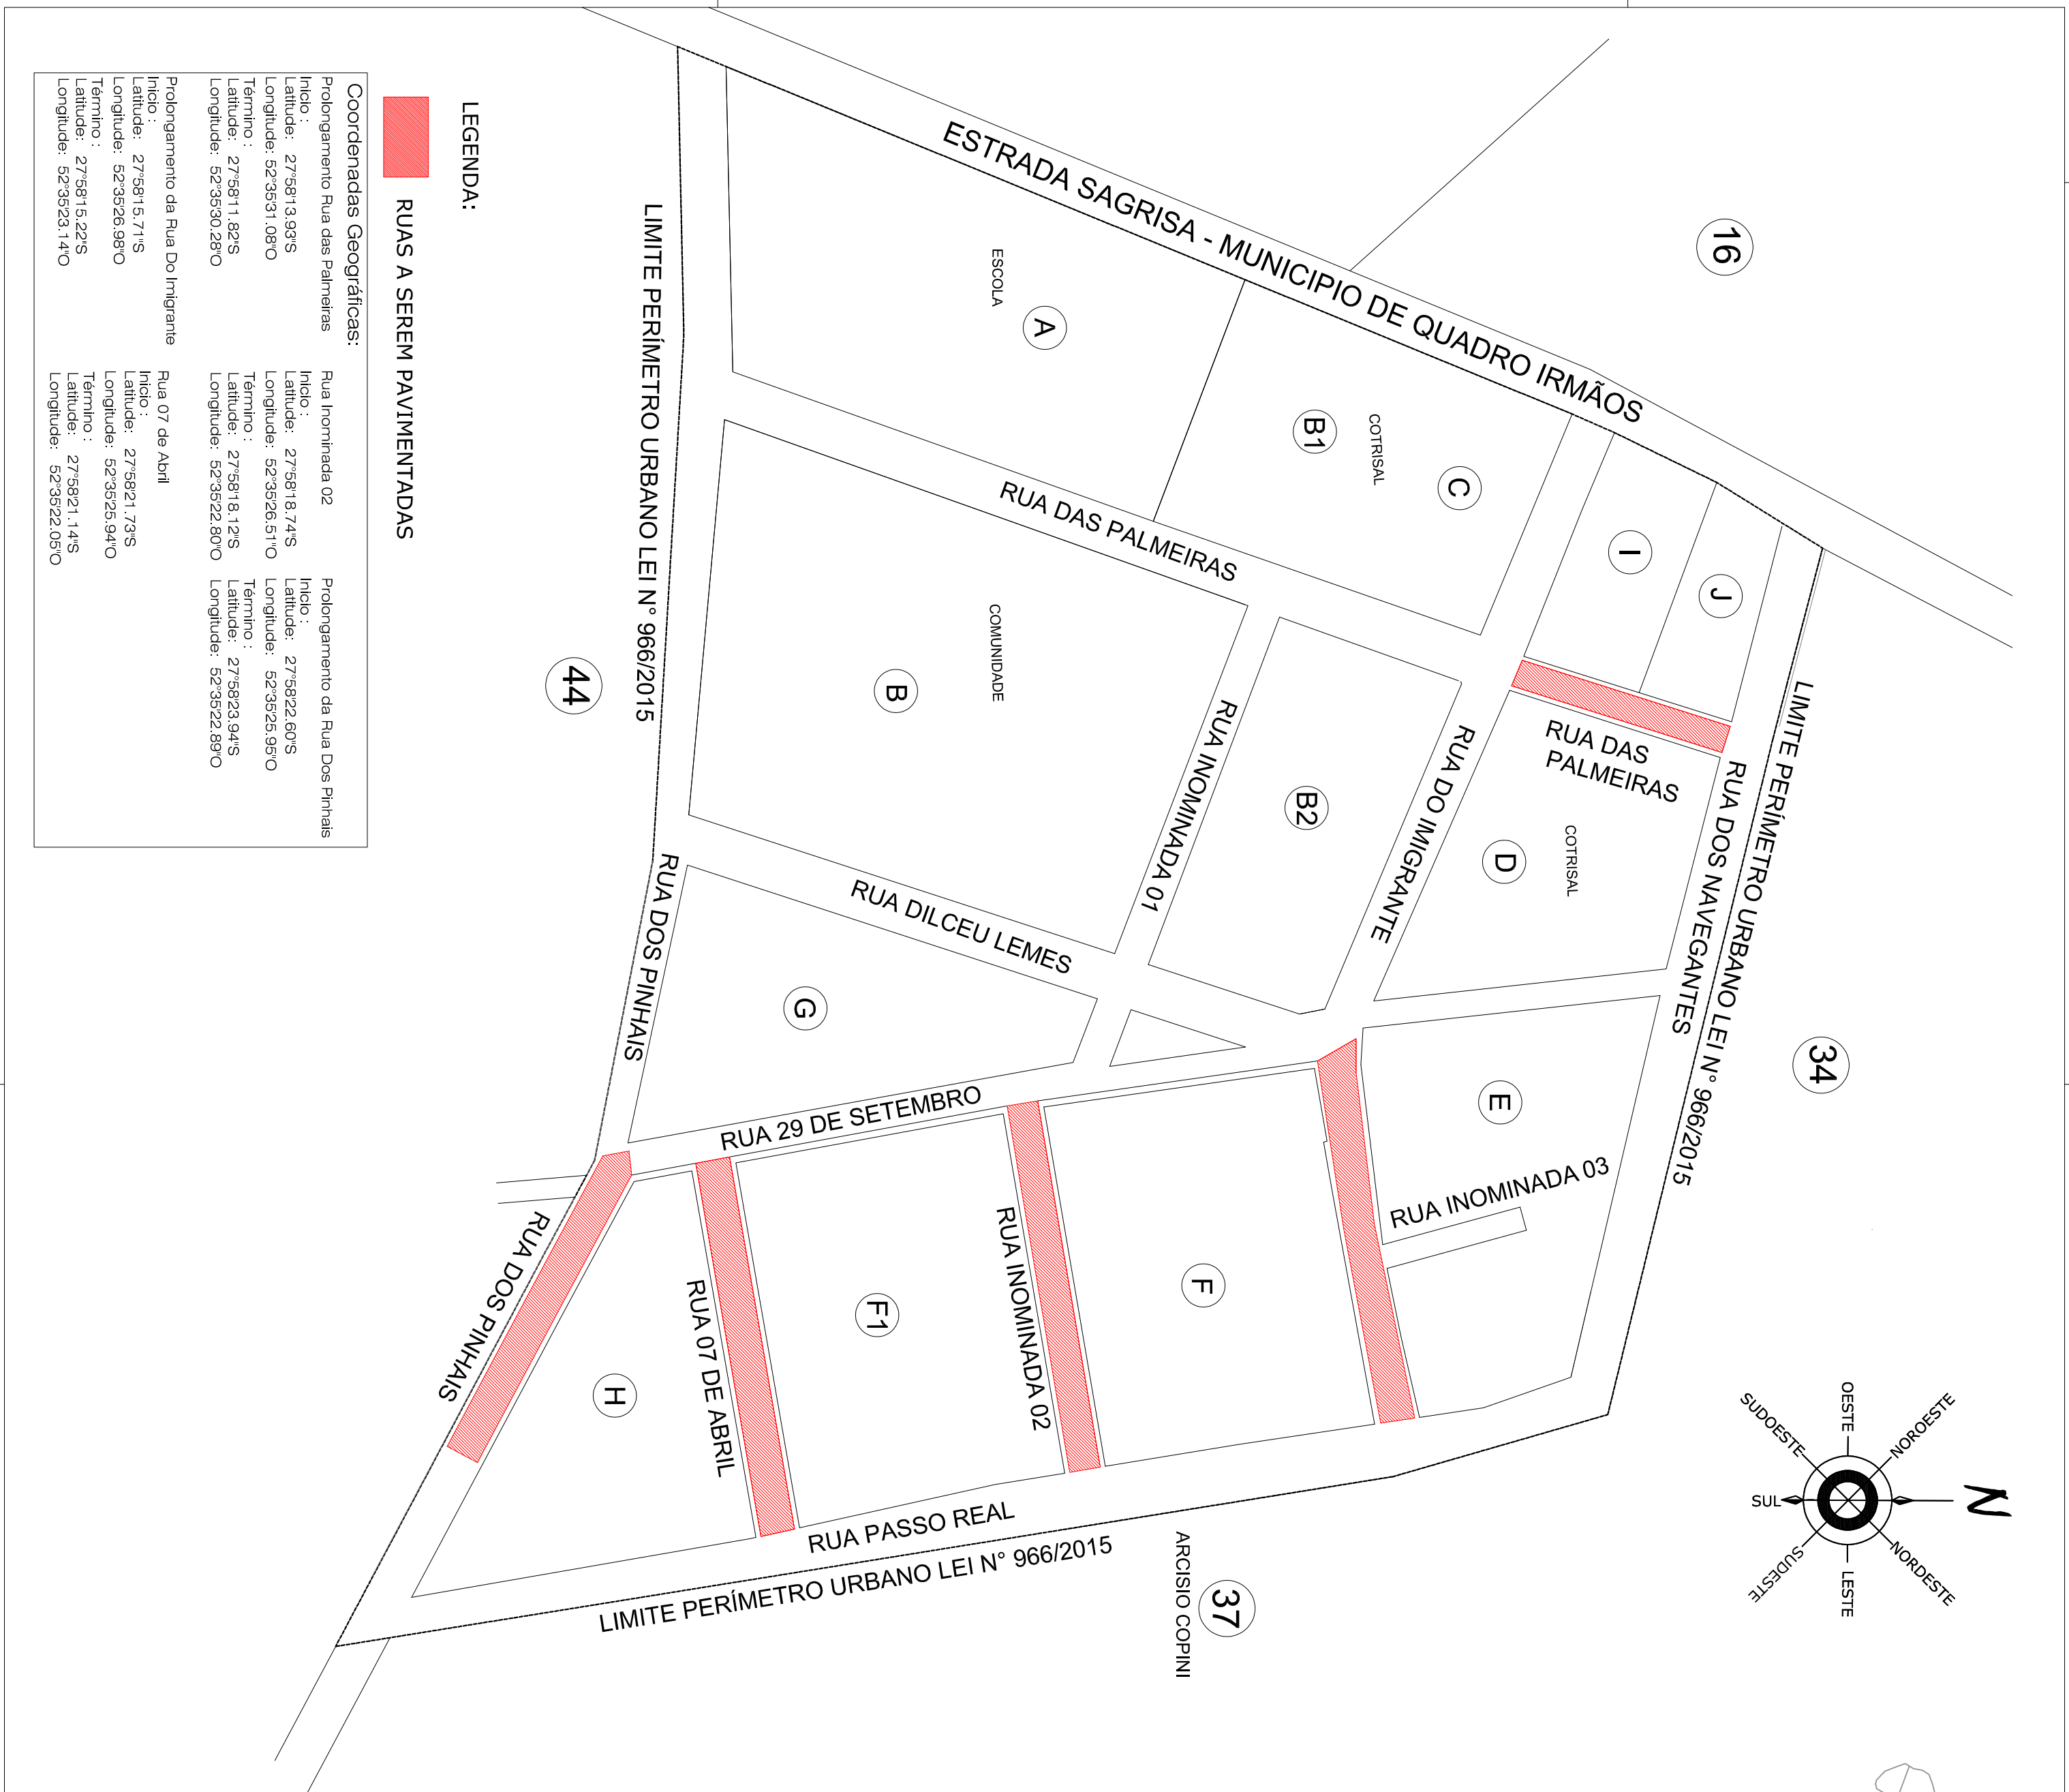 16
ESTRADA SAGRISA - MUNICIPIO DE QUADRO IRMÃOS
ESCOLA
A
B1
COTRISAL
C
I
J
LIMITE PERÍMETRO URBANO LEI N° 966/2015
RUA DAS PALMEIRAS
COMUNIDADE
B
44
RUA INOMINADA 01
B2
RUA DO IMIGRANTE
RUA DAS
PALMEIRAS
COTRISAL
D
RUA DOS NAVEGANTES
LIMITE PERÍMETRO URBANO LEI N° 966/2015
34
RUA DILCEU LEMES
RUA DOS PINHAIS
G
RUA 29 DE SETEMBRO
E
RUA INOMINADA 03
F
RUA INOMINADA 02
F1
RUA 07 DE ABRIL
H
RUA DOS PINHAIS
RUA PASSO REAL
LIMITE PERÍMETRO URBANO LEI N° 966/2015
37
ARCISIO COPINI
N
NOROESTE
OESTE
SUDOESTE
SUL
SUDESTE
LESTE
NORDESTE
LEGENDA:
RUAS A SEREM PAVIMENTADAS
Coordenadas Geográficas:
Prolongamento Rua das Palmeiras
Inicio :
Latitude: 27°58'13.93"S
Longitude: 52°35'31.08"O
Término :
Latitude: 27°58'11.82"S
Longitude: 52°35'30.28"O
Rua Inominada 02
Inicio :
Latitude: 27°58'18.74"S
Longitude: 52°35'26.51"O
Término :
Latitude: 27°58'18.12"S
Longitude: 52°35'22.80"O
Prolongamento da Rua Dos Pinhais
Inicio :
Latitude: 27°58'22.60"S
Longitude: 52°35'25.95"O
Término :
Latitude: 27°58'23.94"S
Longitude: 52°35'22.89"O
Prolongamento da Rua Do Imigrante
Inicio :
Latitude: 27°58'15.71"S
Longitude: 52°35'26.98"O
Término :
Latitude: 27°58'15.22"S
Longitude: 52°35'23.14"O
Rua 07 de Abril
Inicio :
Latitude: 27°58'21.73"S
Longitude: 52°35'25.94"O
Término :
Latitude: 27°58'21.14"S
Longitude: 52°35'22.05"O